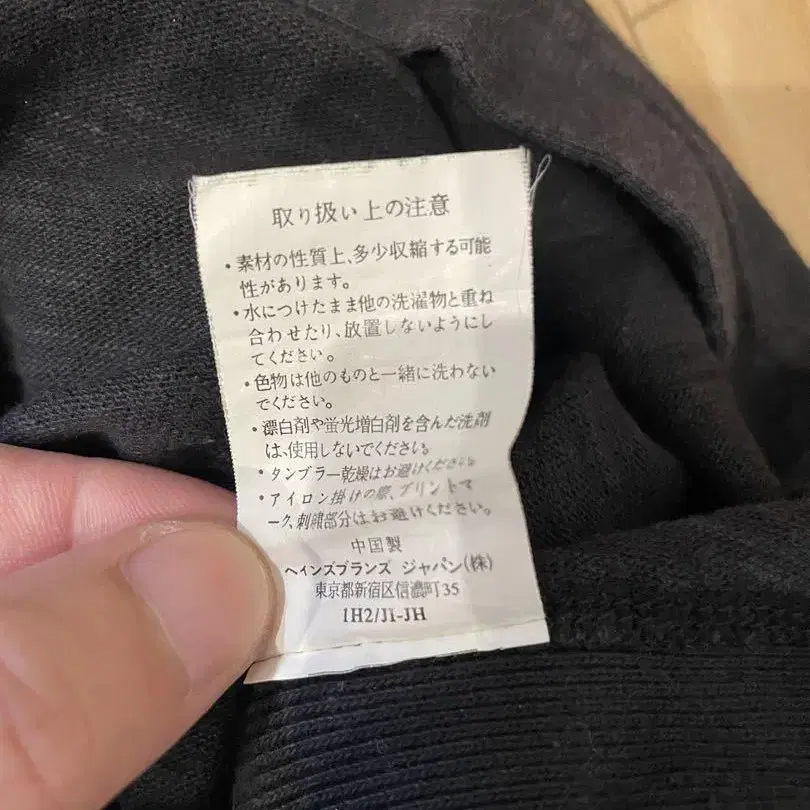 取り扱い上の注意
・素材の性質上、多少収縮する可能
性があります。
・水につけたまま他の洗濯物と重ね
合わせたり、放置しないようにし
てください。
・色物は他のものと一緒に洗わない
でください。
・漂白剤や蛍光増白剤を含んだ洗剤
は、使用しないでください。
・タンブラー乾燥はお避けください。
・アイロン掛けの際、プリントマ
ーク、刺繍部分はお避けください。
中国製
ヘインズブランズ ジャパン(株)
東京都新宿区信濃町35
1H2/J1-JH